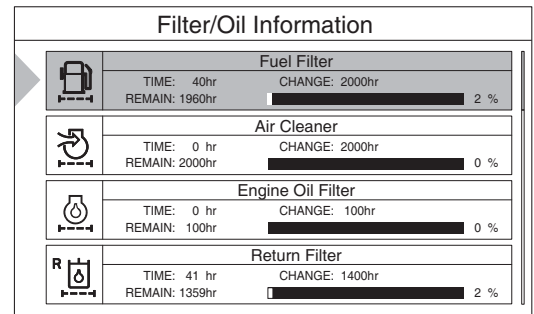 Filter/Oil Information
Fuel Filter
TIME: 40hr CHANGE: 2000hr
REMAIN: 1960hr 2 %
Air Cleaner
TIME: 0 hr CHANGE: 2000hr
REMAIN: 2000hr 0 %
Engine Oil Filter
TIME: 0 hr CHANGE: 100hr
REMAIN: 100hr 0 %
R
Return Filter
TIME: 41 hr CHANGE: 1400hr
REMAIN: 1359hr 2 %